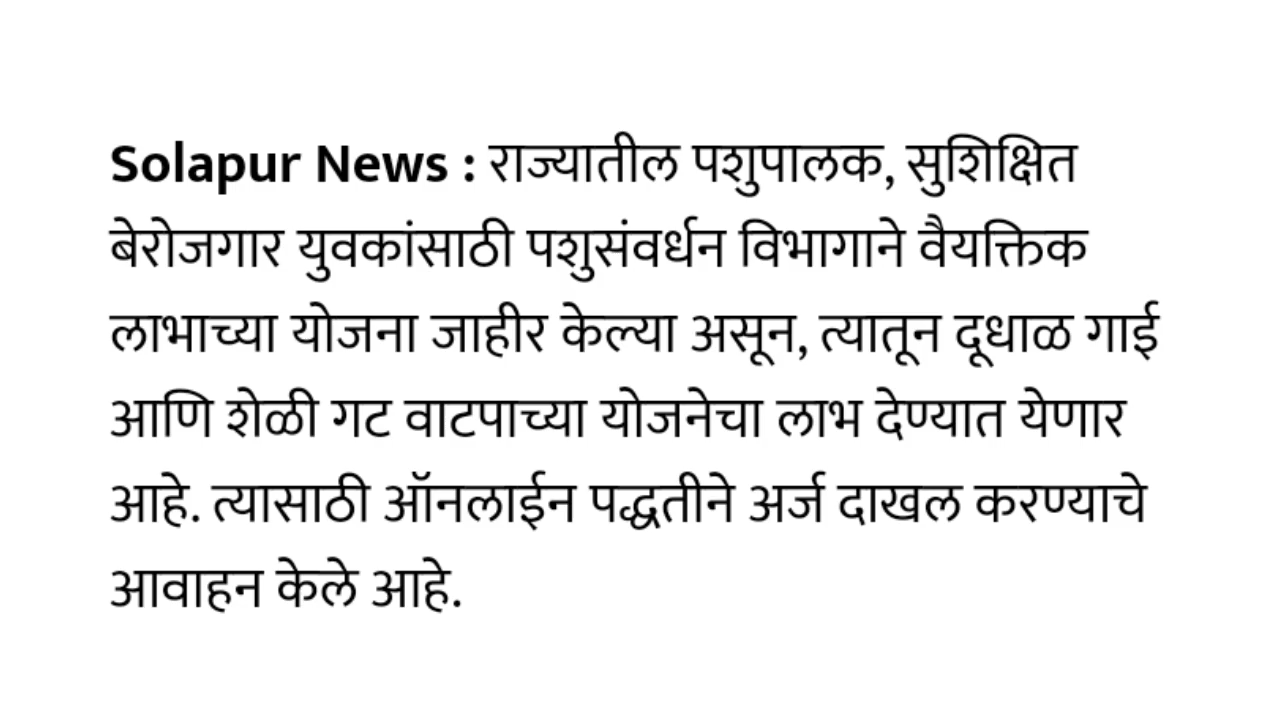 Solapur News : राज्यातील पशुपालक, सुशिक्षित
बेरोजगार युवकांसाठी पशुसंवर्धन विभागाने वैयक्तिक
लाभाच्या योजना जाहीर केल्या असून, त्यातून दूधाळ गाई
आणि शेळी गट वाटपाच्या योजनेचा लाभ देण्यात येणार
आहे. त्यासाठी ऑनलाईन पद्धतीने अर्ज दाखल करण्याचे
आवाहन केले आहे.